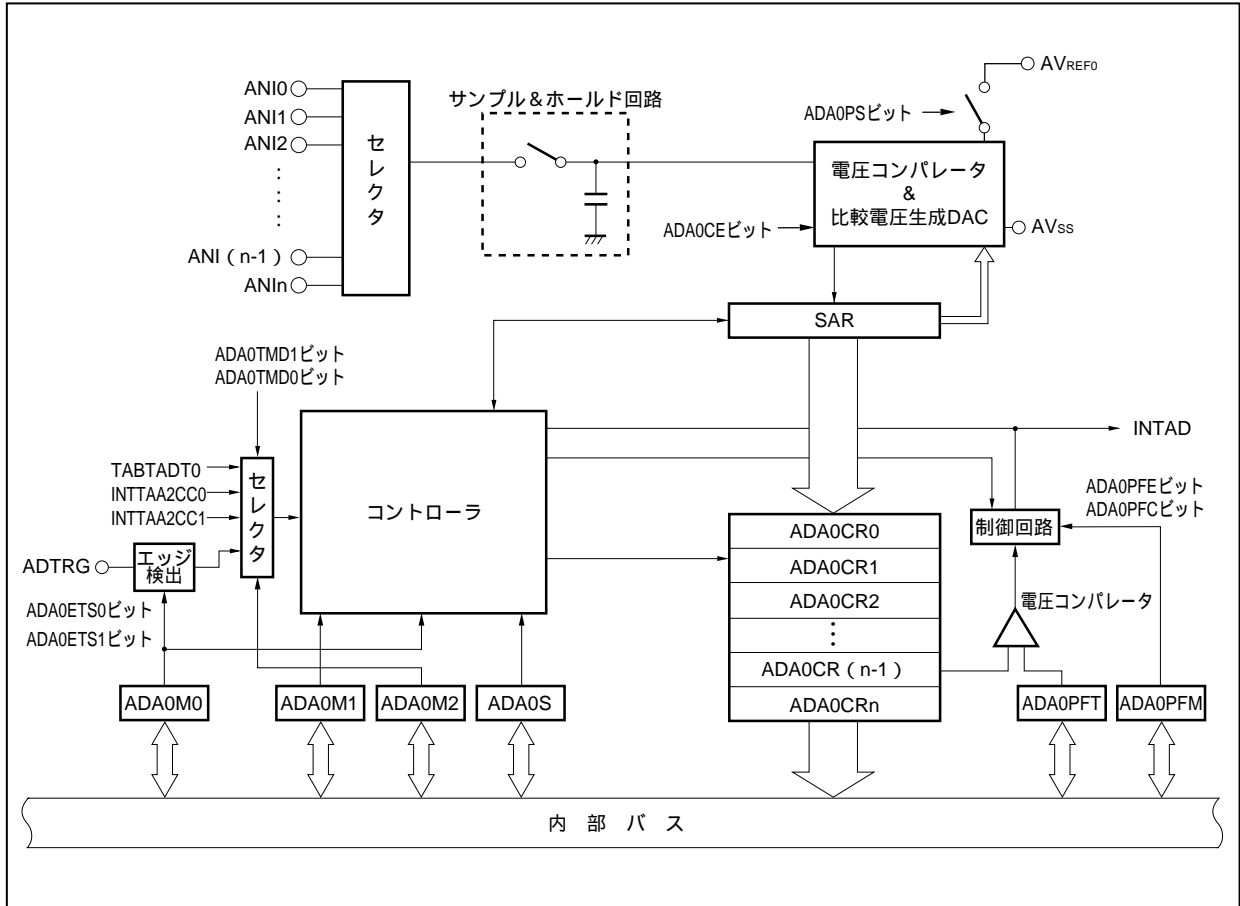 ANI0
ANI1
ANI2
ANI（n-1）
ANIn
セレクタ
サンプル＆ホールド回路
ADA0PSビット
AVREF0
電圧コンパレータ
&
比較電圧生成DAC
ADA0CEビット
AVSS
SAR
ADA0TMD1ビット
ADA0TMD0ビット
TABTADT0
INTTAA2CC0
INTTAA2CC1
セレクタ
ADTRG
エッジ
検出
ADA0ETS0ビット
ADA0ETS1ビット
コントローラ
INTAD
ADA0PFEビット
ADA0PFCビット
制御回路
電圧コンパレータ
ADA0CR0
ADA0CR1
ADA0CR2
ADA0CR（n-1）
ADA0CRn
ADA0M0
ADA0M1
ADA0M2
ADA0S
ADA0PFT
ADA0PFM
内部バス